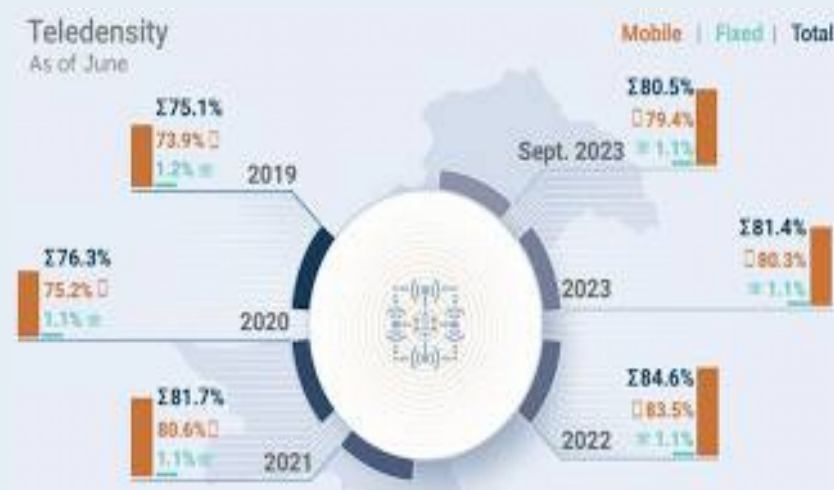 Teledensity
As of June
Mobile | Fixed | Total
Σ75.1%
73.9%
1.2%
2019
Σ76.3%
75.2%
1.1%
2020
Σ81.7%
80.6%
1.1%
2021
Σ80.5%
79.4%
1.1%
Sept. 2023
Σ81.4%
80.3%
1.1%
2023
Σ84.6%
83.5%
1.1%
2022